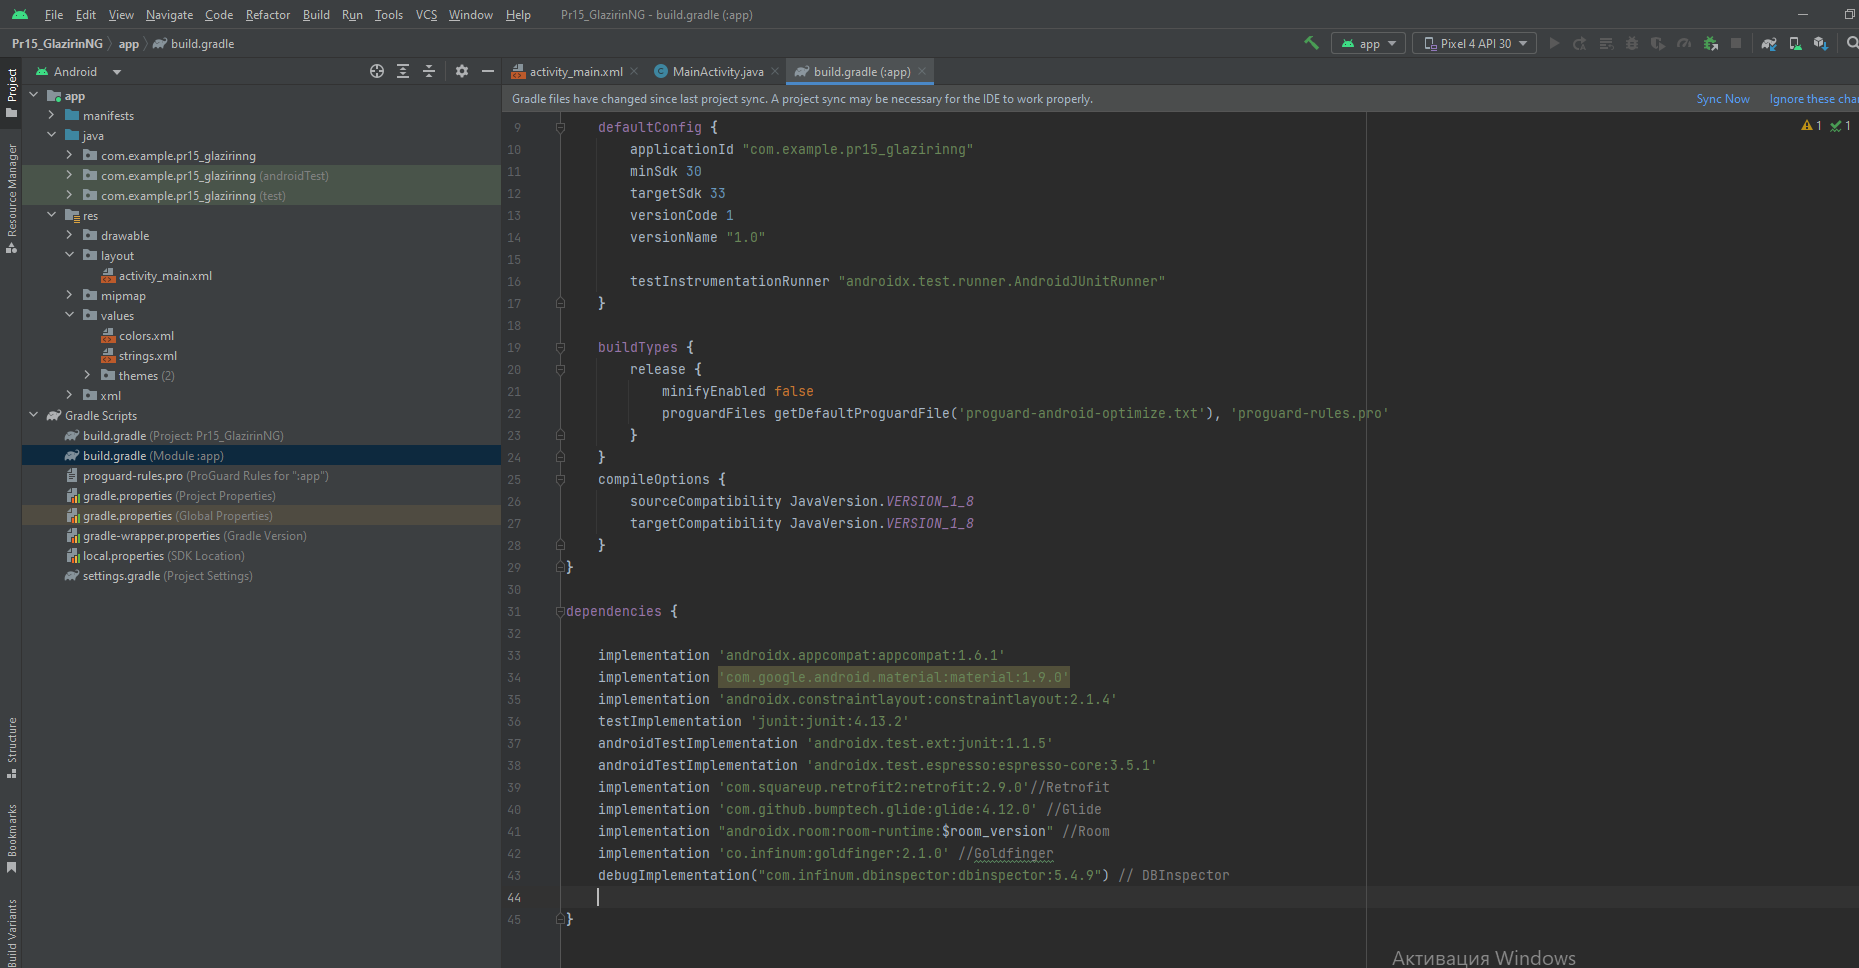 File Edit View Navigate Code Refactor Build Run Tools VCS Window Help Pr15_GlazirinNG - build.gradle (:app)
Pr15_GlazirinNG app build.gradle app Pixel 4 API 30
Project
Resource Manager
Structure
Bookmarks
Build Variants
Android
app
manifests
java
com.example.pr15_glazirinng
com.example.pr15_glazirinng (androidTest)
com.example.pr15_glazirinng (test)
res
drawable
layout
activity_main.xml
mipmap
values
colors.xml
strings.xml
themes (2)
xml
Gradle Scripts
build.gradle (Project: Pr15_GlazirinNG)
build.gradle (Module :app)
proguard-rules.pro (ProGuard Rules for ":app")
gradle.properties (Project Properties)
gradle.properties (Global Properties)
gradle-wrapper.properties (Gradle Version)
local.properties (SDK Location)
settings.gradle (Project Settings)
activity_main.xml MainActivity.java build.gradle (:app)
Gradle files have changed since last project sync. A project sync may be necessary for the IDE to work properly. Sync Now Ignore these char
1 1
9 defaultConfig {
10 applicationId "com.example.pr15_glazirinng"
11 minSdk 30
12 targetSdk 33
13 versionCode 1
14 versionName "1.0"
15
16 testInstrumentationRunner "androidx.test.runner.AndroidJUnitRunner"
17 }
18
19 buildTypes {
20 release {
21 minifyEnabled false
22 proguardFiles getDefaultProguardFile('proguard-android-optimize.txt'), 'proguard-rules.pro'
23 }
24 }
25 compileOptions {
26 sourceCompatibility JavaVersion.VERSION_1_8
27 targetCompatibility JavaVersion.VERSION_1_8
28 }
29 }
30
31 dependencies {
32
33 implementation 'androidx.appcompat:appcompat:1.6.1'
34 implementation 'com.google.android.material:material:1.9.0'
35 implementation 'androidx.constraintlayout:constraintlayout:2.1.4'
36 testImplementation 'junit:junit:4.13.2'
37 androidTestImplementation 'androidx.test.ext:junit:1.1.5'
38 androidTestImplementation 'androidx.test.espresso:espresso-core:3.5.1'
39 implementation 'com.squareup.retrofit2:retrofit:2.9.0'//Retrofit
40 implementation 'com.github.bumptech.glide:glide:4.12.0' //Glide
41 implementation "androidx.room:room-runtime:$room_version" //Room
42 implementation 'co.infinum:goldfinger:2.1.0' //Goldfinger
43 debugImplementation("com.infinum.dbinspector:dbinspector:5.4.9") // DBInspector
44
45 }
Активация Windows